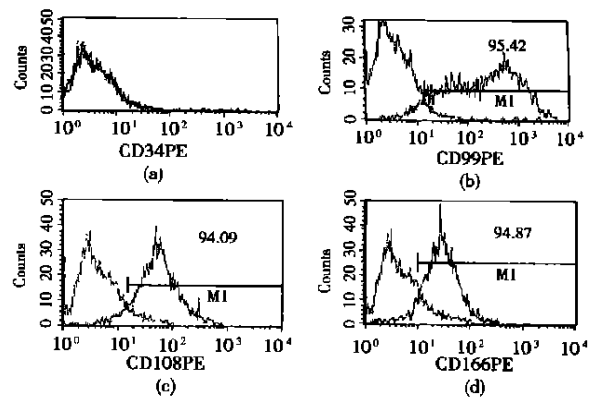 Counts
0 10 20 30 40 50
10⁰ 10¹ 10² 10³ 10⁴
CD34PE
(a)
Counts
0 10 20 30
95.42
M1
10⁰ 10¹ 10² 10³ 10⁴
CD99PE
(b)
Counts
0 10 20 30 40 50
94.09
M1
10⁰ 10¹ 10² 10³ 10⁴
CD108PE
(c)
Counts
0 10 20 30 40 50
94.87
M1
10⁰ 10¹ 10² 10³ 10⁴
CD166PE
(d)